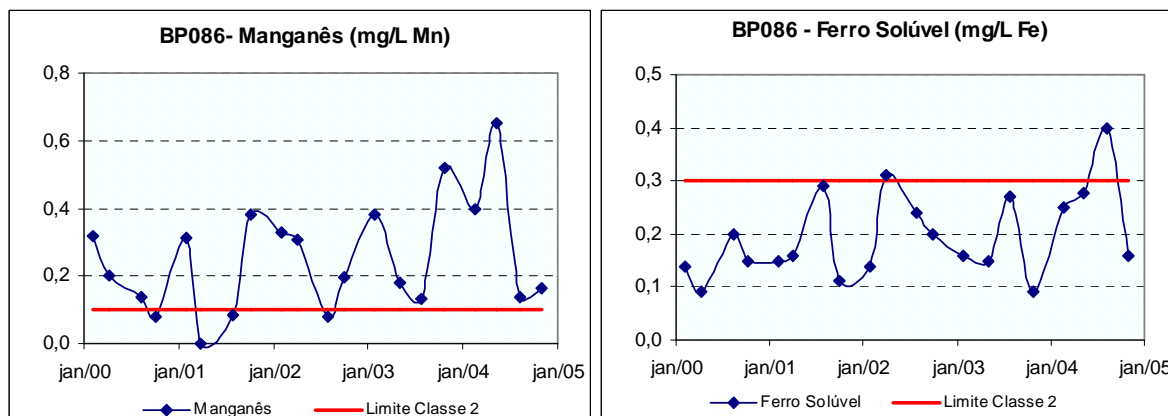 BP086- Manganês (mg/L Mn)
0,8
0,6
0,4
0,2
0,0
jan/00 jan/01 jan/02 jan/03 jan/04 jan/05
Manganês Limite Classe 2
BP086 - Ferro Solúvel (mg/L Fe)
0,5
0,4
0,3
0,2
0,1
0,0
jan/00 jan/01 jan/02 jan/03 jan/04 jan/05
Ferro Solúvel Limite Classe 2